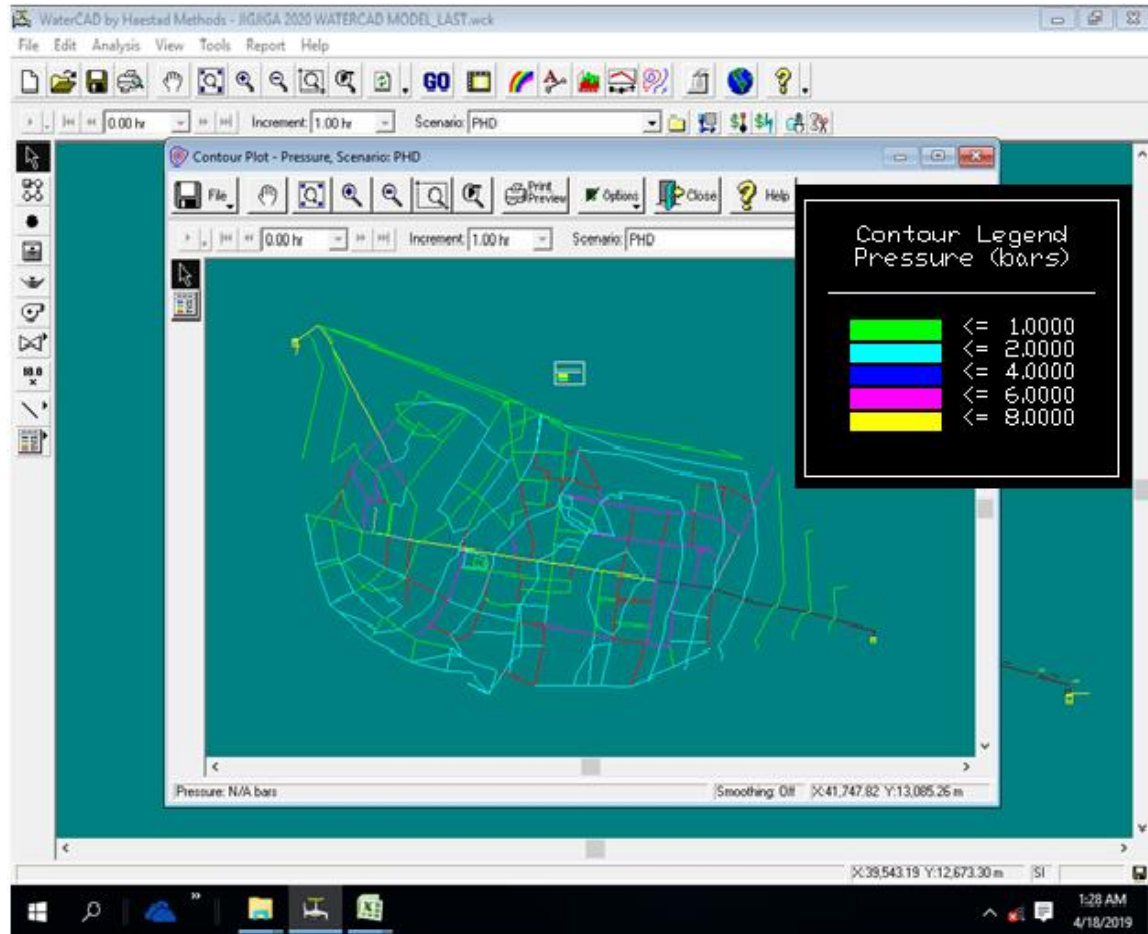 WaterCAD by Haestad Methods - JIGJIGA 2020 WATERCAD MODEL_LAST.wck
File Edit Analysis View Tools Report Help
GO
0.00 hr Increment: 1.00 hr Scenario: PHD
Contour Plot - Pressure, Scenario: PHD
File Print Preview Options Close Help
0.00 hr Increment: 1.00 hr Scenario: PHD
Contour Legend
Pressure (bars)
<= 1.0000
<= 2.0000
<= 4.0000
<= 6.0000
<= 8.0000
Pressure: N/A bars Smoothing: Off X:41,747.82 Y:13,085.26 m
X:39,543.19 Y:12,673.30 m SI
1:28 AM
4/18/2019